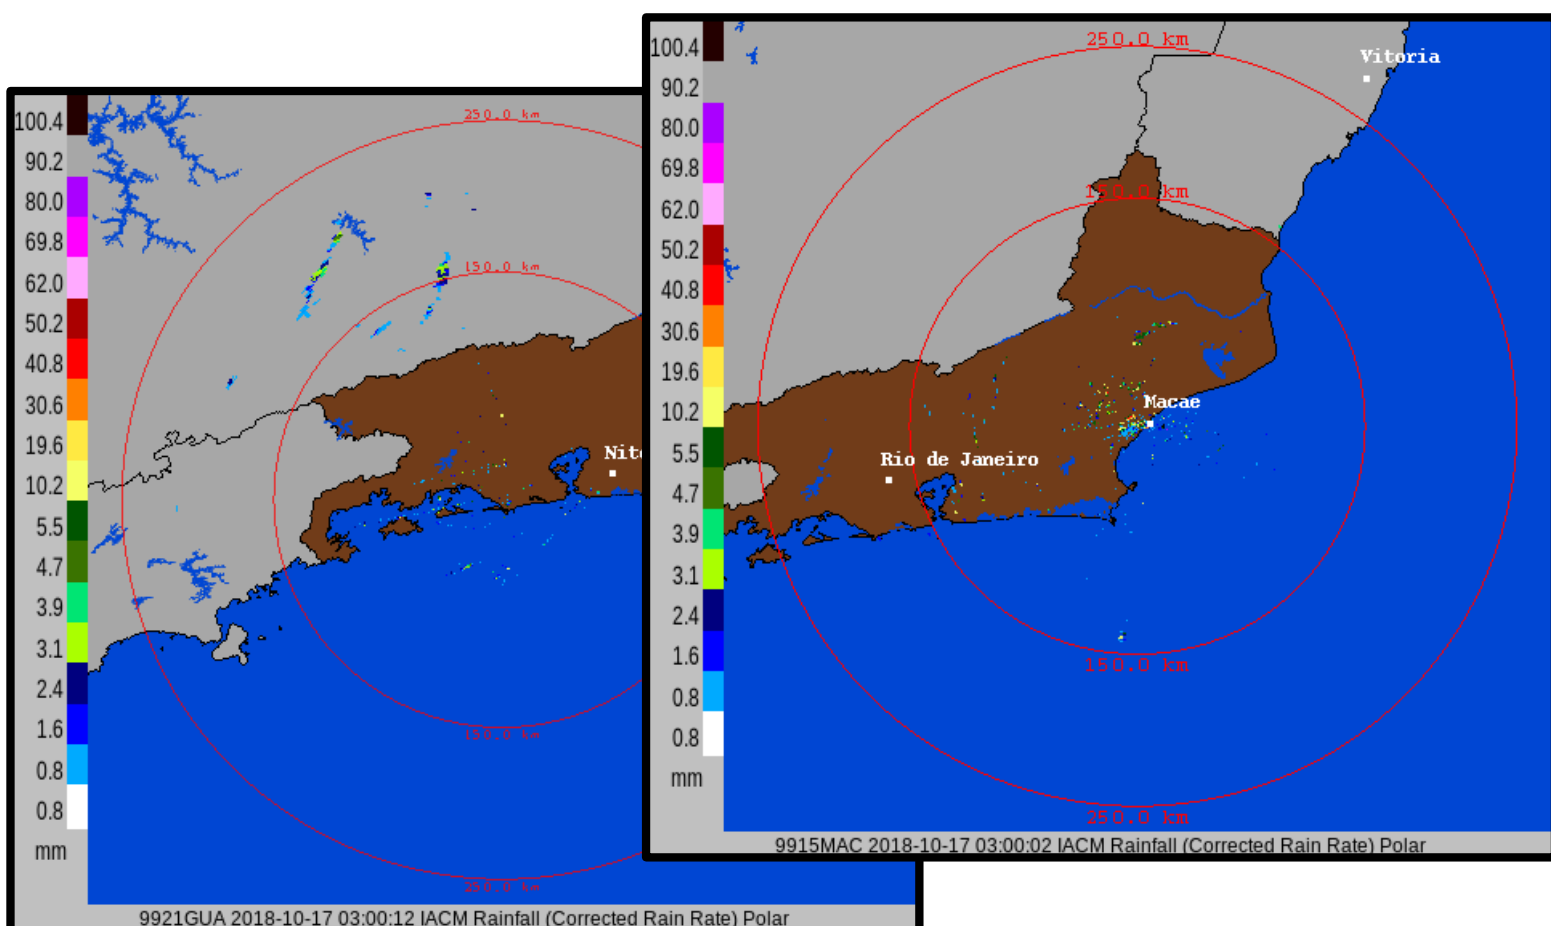 100.4
90.2
80.0
69.8
62.0
50.2
40.8
30.6
19.6
10.2
5.5
4.7
3.9
3.1
2.4
1.6
0.8
0.8
mm
250.0 km
150.0 km
Nit
150.0 km
250.0 km
9921GUA 2018-10-17 03:00:12 IACM Rainfall (Corrected Rain Rate) Polar
100.4
90.2
80.0
69.8
62.0
50.2
40.8
30.6
19.6
10.2
5.5
4.7
3.9
3.1
2.4
1.6
0.8
0.8
mm
250.0 km
Vitoria
150.0 km
Macae
Rio de Janeiro
150.0 km
250.0 km
9915MAC 2018-10-17 03:00:02 IACM Rainfall (Corrected Rain Rate) Polar